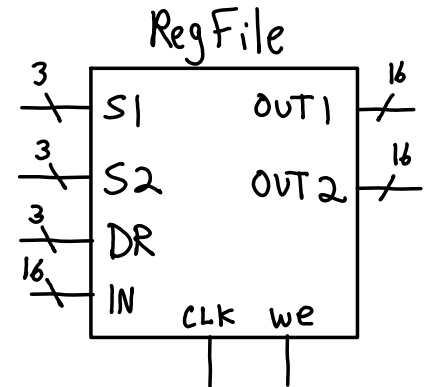 RegFile
3 S1 OUT1 16
3 S2 OUT2 16
3 DR
16 IN
CLK we